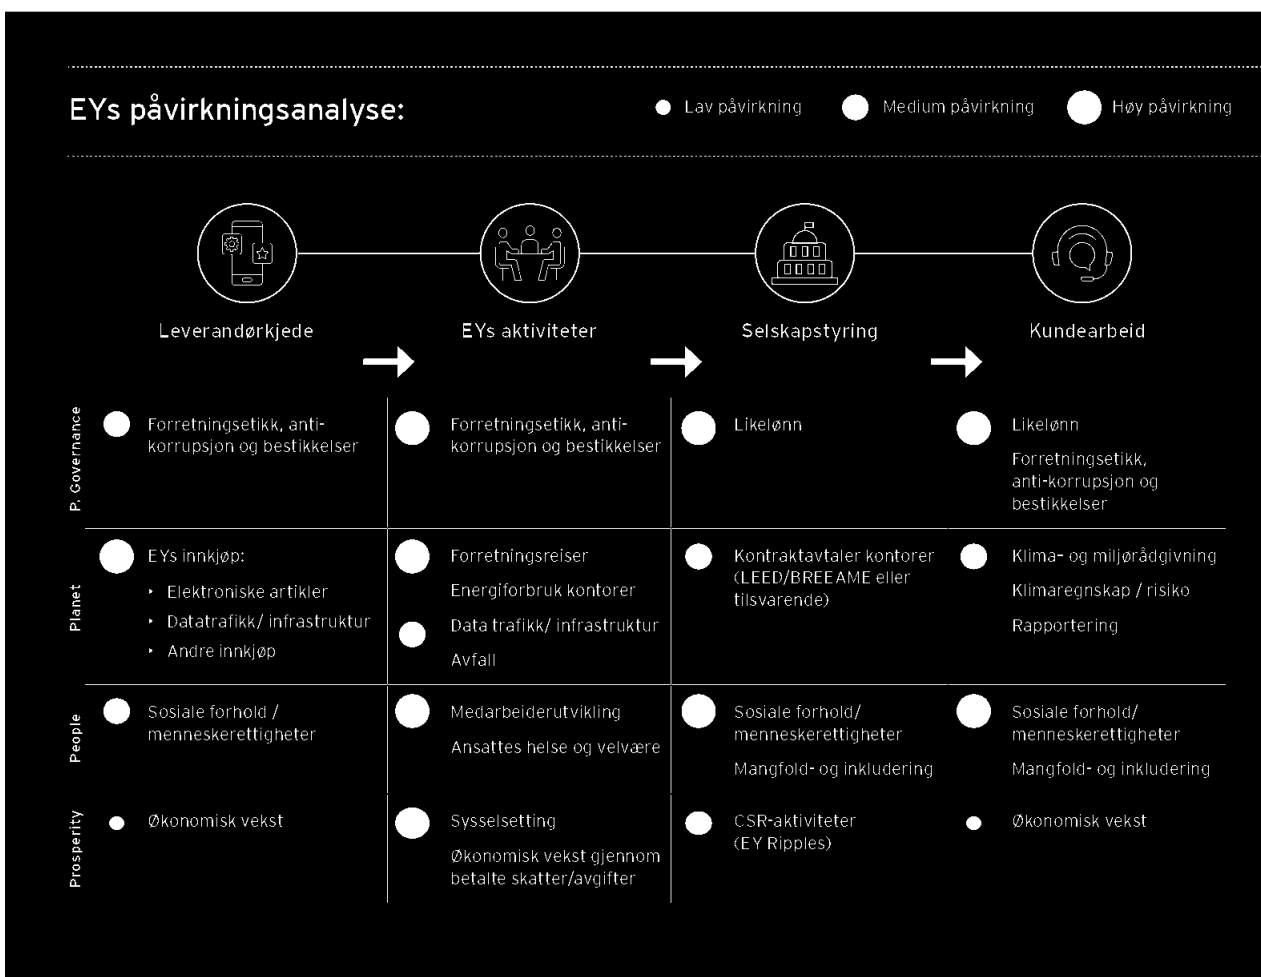 EYs påvirkningsanalyse:
Lav påvirkning
Medium påvirkning
Høy påvirkning
Leverandørkjede
EYs aktiviteter
Selskapstyring
Kundearbeid
P. Governance
Forretningsetikk, anti-
korrupsjon og bestikkelser
Forretningsetikk, anti-
korrupsjon og bestikkelser
Likelønn
Likelønn
Forretningsetikk,
anti-korrupsjon og
bestikkelser
Planet
EYs innkjøp:
‣ Elektroniske artikler
‣ Datatrafikk/ infrastruktur
‣ Andre innkjøp
Forretningsreiser
Energiforbruk kontorer
Data trafikk/ infrastruktur
Avfall
Kontraktavtaler kontorer
(LEED/BREEAME eller
tilsvarende)
Klima- og miljørådgivning
Klimaregnskap / risiko
Rapportering
People
Sosiale forhold /
menneskerettigheter
Medarbeiderutvikling
Ansattes helse og velvære
Sosiale forhold/
menneskerettigheter
Mangfold- og inkludering
Sosiale forhold/
menneskerettigheter
Mangfold- og inkludering
Prosperity
Økonomisk vekst
Sysselsetting
Økonomisk vekst gjennom
betalte skatter/avgifter
CSR-aktiviteter
(EY Ripples)
Økonomisk vekst